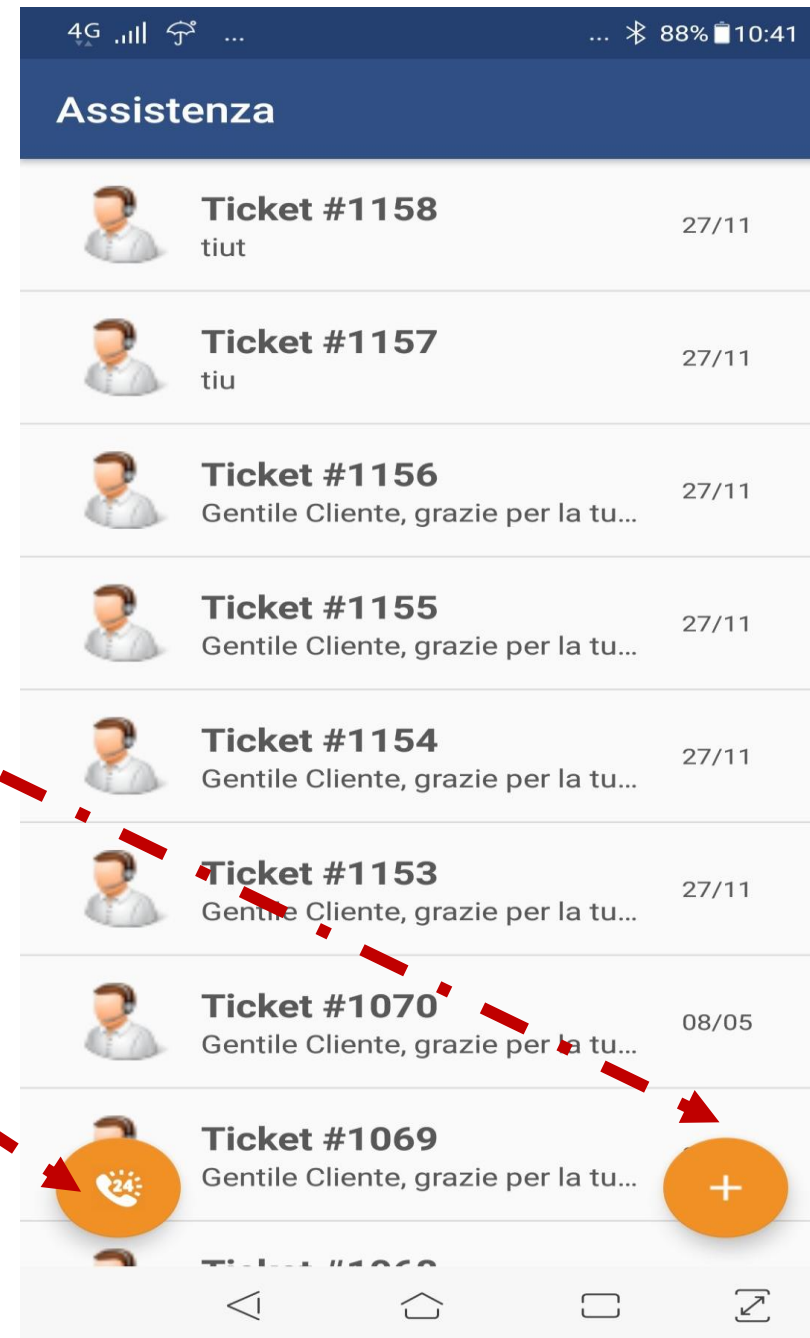 4G ... ... 88% 10:41
Assistenza
Ticket #1158
tiut
27/11
Ticket #1157
tiu
27/11
Ticket #1156
Gentile Cliente, grazie per la tu...
27/11
Ticket #1155
Gentile Cliente, grazie per la tu...
27/11
Ticket #1154
Gentile Cliente, grazie per la tu...
27/11
Ticket #1153
Gentile Cliente, grazie per la tu...
27/11
Ticket #1070
Gentile Cliente, grazie per la tu...
08/05
Ticket #1069
Gentile Cliente, grazie per la tu...
24
+